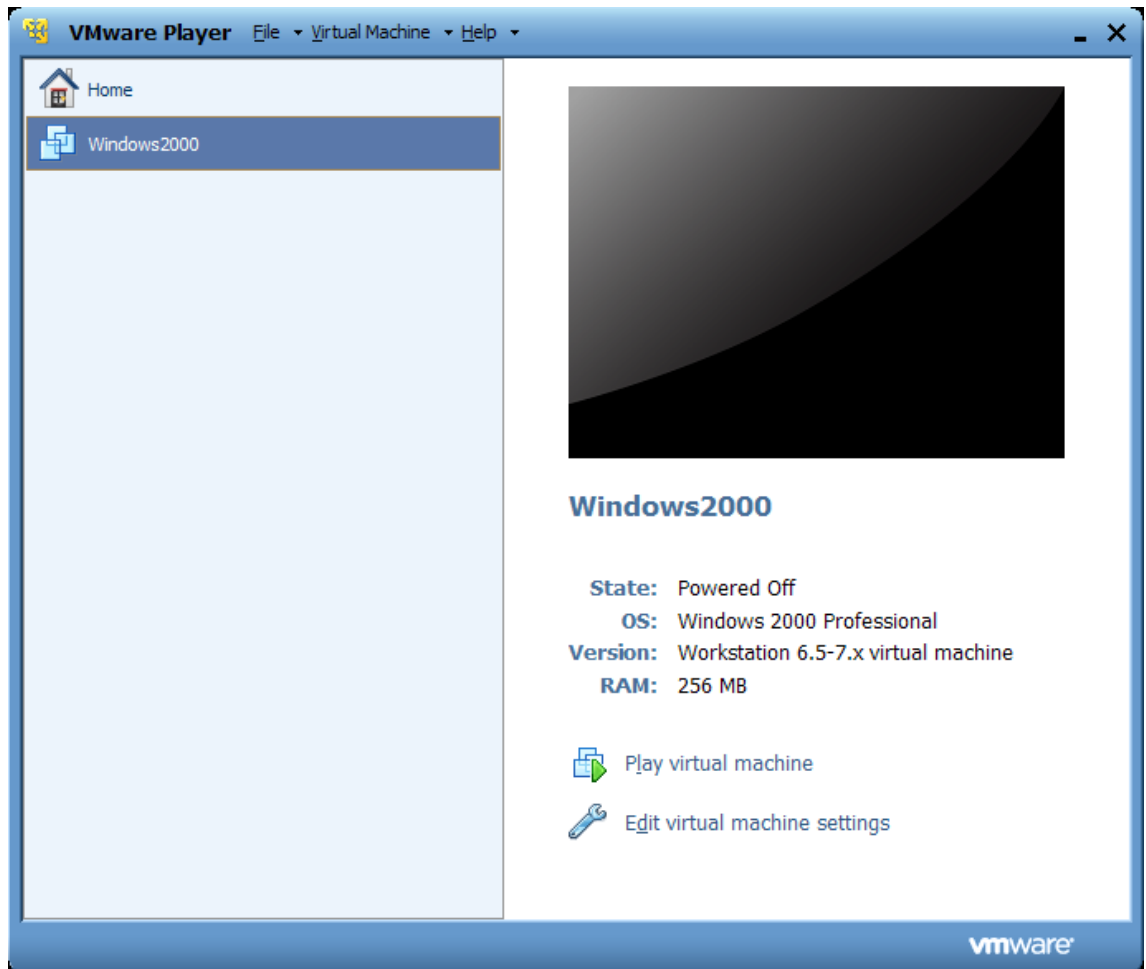 VMware Player File Virtual Machine Help
Home
Windows2000
Windows2000
State: Powered Off
OS: Windows 2000 Professional
Version: Workstation 6.5-7.x virtual machine
RAM: 256 MB
Play virtual machine
Edit virtual machine settings
vmware